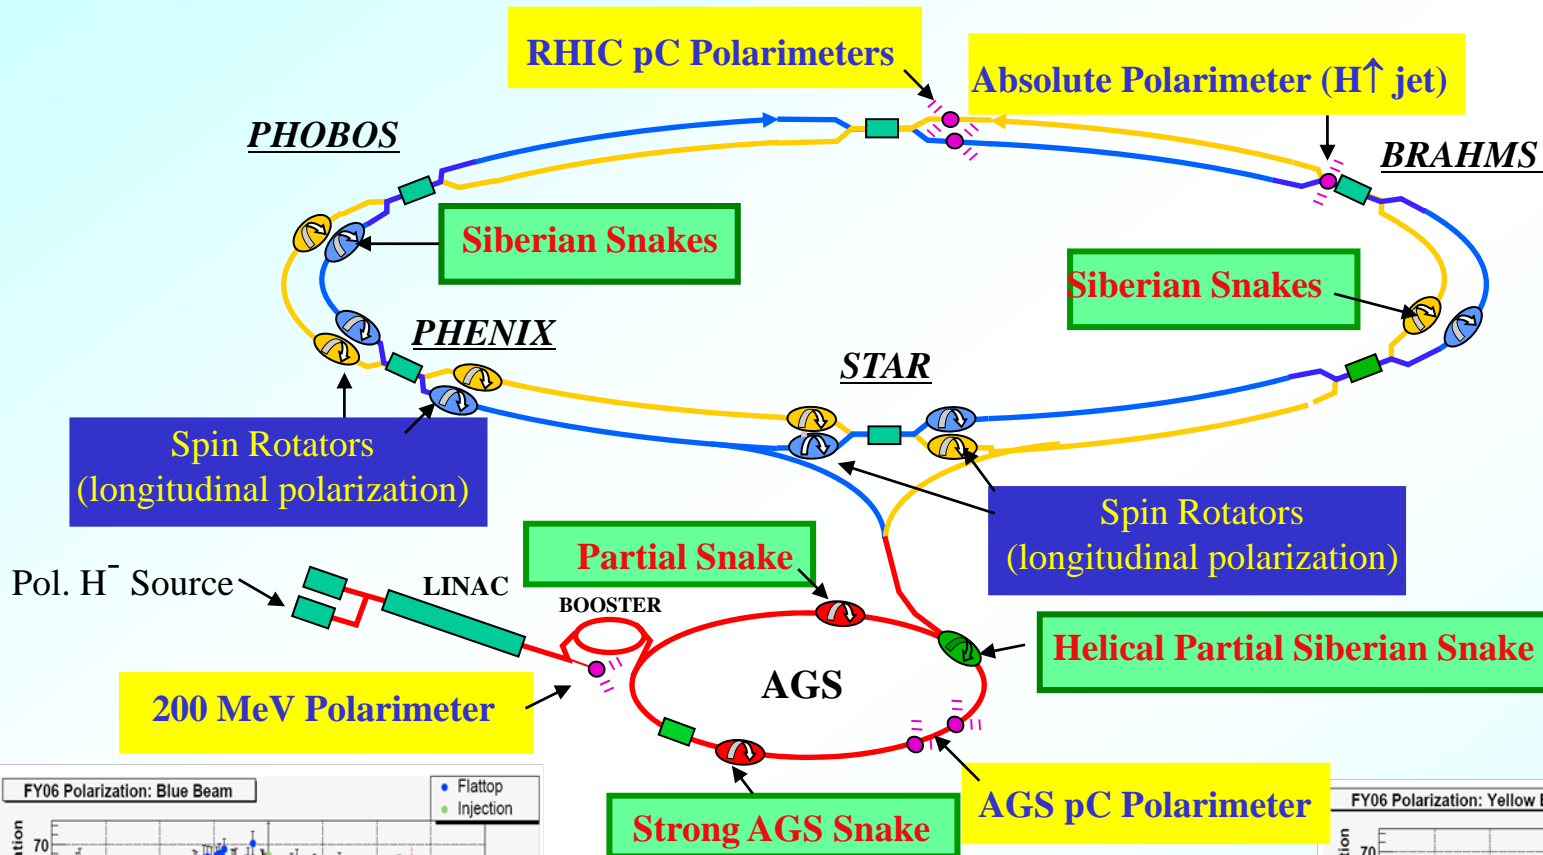 RHIC pC Polarimeters
Absolute Polarimeter (H↑ jet)
PHOBOS
BRAHMS
Siberian Snakes
Siberian Snakes
PHENIX
STAR
Spin Rotators
(longitudinal polarization)
Spin Rotators
(longitudinal polarization)
Partial Snake
Pol. H⁻ Source
LINAC
BOOSTER
Helical Partial Siberian Snake
AGS
200 MeV Polarimeter
AGS pC Polarimeter
Strong AGS Snake
FY06 Polarization: Blue Beam
Flattop
Injection
70
FY06 Polarization: Yellow
70